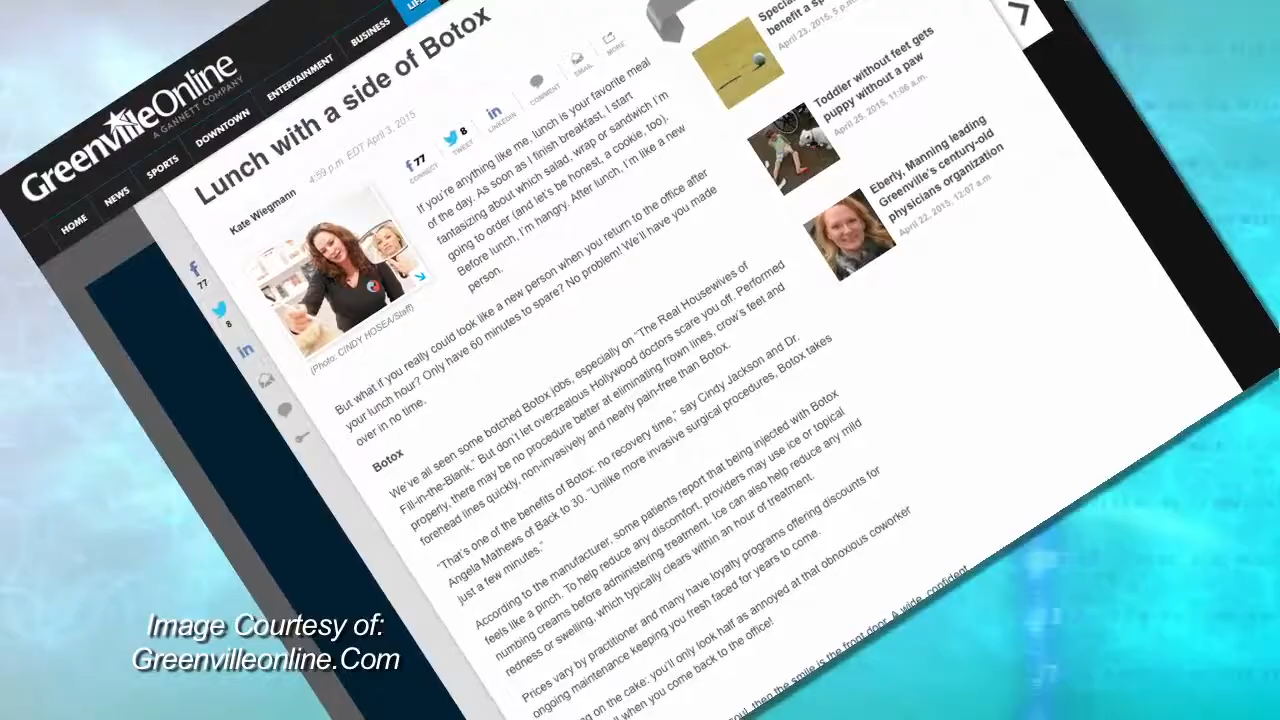 GreenvilleOnline
A GANNETT COMPANY
HOME
NEWS
SPORTS
DOWNTOWN
ENTERTAINMENT
BUSINESS
Lunch with a side of Botox
Kate Wiegmann
4:59 p.m. EDT April 3, 2015
77
CONNECT
8
TWEET
LINKEDIN
COMMENT
EMAIL
MORE
77
8
(Photo: CINDY HOSEA/Staff)
If you're anything like me, lunch is your favorite meal
of the day. As soon as I finish breakfast, I start
fantasizing about which salad, wrap or sandwich I'm
going to order (and let's be honest, a cookie, too).
Before lunch, I'm hangry. After lunch, I'm like a new
person.
But what if you really could look like a new person when you return to the office after
your lunch hour? Only have 60 minutes to spare? No problem! We'll have you made
over in no time.
Botox
We've all seen some botched Botox jobs, especially on "The Real Housewives of
Fill-in-the-Blank." But don't let overzealous Hollywood doctors scare you off. Performed
properly, there may be no procedure better at eliminating frown lines, crow's feet and
forehead lines quickly, non-invasively and nearly pain-free than Botox.
"That's one of the benefits of Botox: no recovery time," say Cindy Jackson and Dr.
Angela Mathews of Back to 30. "Unlike more invasive surgical procedures, Botox takes
just a few minutes."
According to the manufacturer, some patients report that being injected with Botox
feels like a pinch. To help reduce any discomfort, providers may use ice or topical
numbing creams before administering treatment. Ice can also help reduce any mild
redness or swelling, which typically clears within an hour of treatment.
Prices vary by practitioner and many have loyalty programs offering discounts for
ongoing maintenance keeping you fresh faced for years to come.
on the cake: you'll only look half as annoyed at that obnoxious coworker
when you come back to the office!
then the smile is the front door. A wide, confident
benefit a
April 23, 2015, 5 p.m.
Toddler without feet gets
puppy without a paw
April 25, 2015, 11:06 a.m.
Eberly, Manning leading
Greenville's century-old
physicians organization
April 22, 2015, 12:07 a.m
Image Courtesy of:
Greenvilleonline.Com